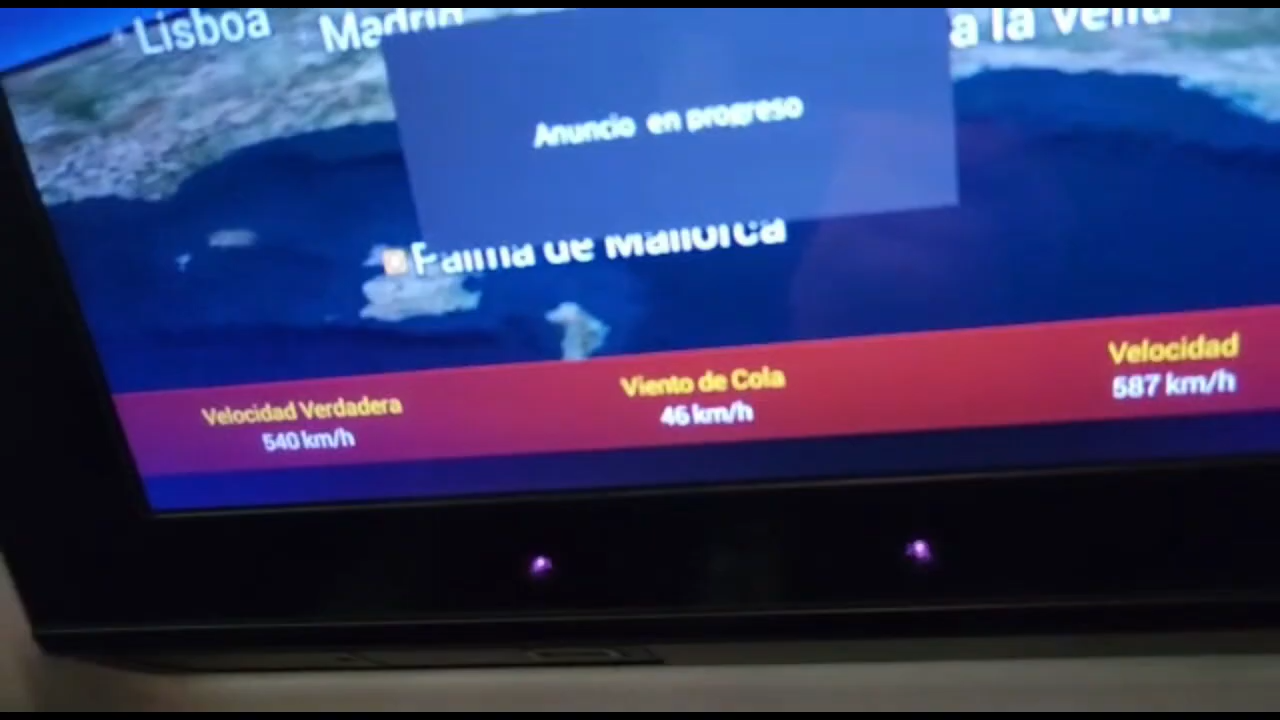 Lisboa
Madrid
a la Vella
Anuncio en progreso
Palma de Mallorca
Velocidad Verdadera
540 km/h
Viento de Cola
46 km/h
Velocidad
587 km/h